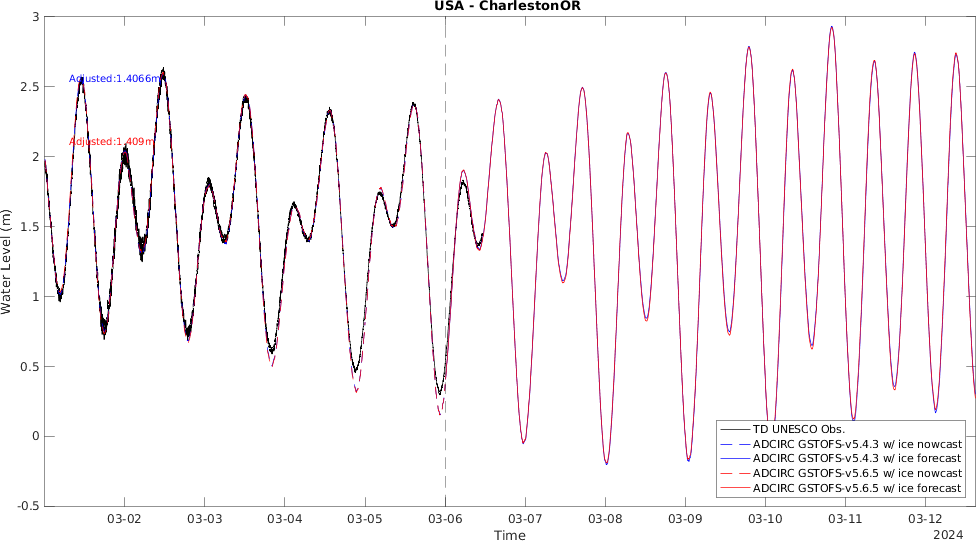 USA - CharlestonOR
3
2.5
2
1.5
1
0.5
0
-0.5
Water Level (m)
Adjusted:1.4066m
Adjusted:1.409m
TD UNESCO Obs.
ADCIRC GSTOFS-v5.4.3 w/ ice nowcast
ADCIRC GSTOFS-v5.4.3 w/ ice forecast
ADCIRC GSTOFS-v5.6.5 w/ ice nowcast
ADCIRC GSTOFS-v5.6.5 w/ ice forecast
03-02 03-03 03-04 03-05 03-06 03-07 03-08 03-09 03-10 03-11 03-12
Time
2024